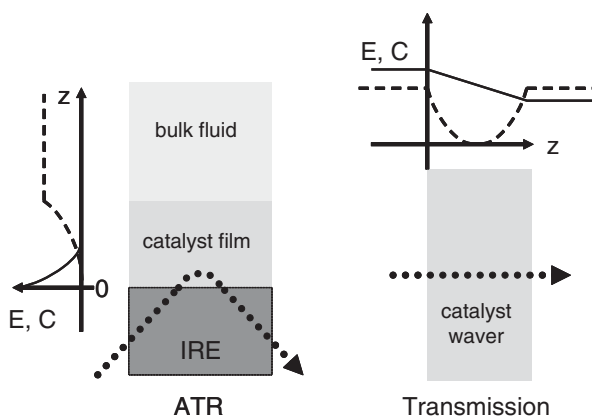 E, C
z
z
bulk fluid
catalyst film
0
E, C
IRE
catalyst
waver
ATR
Transmission